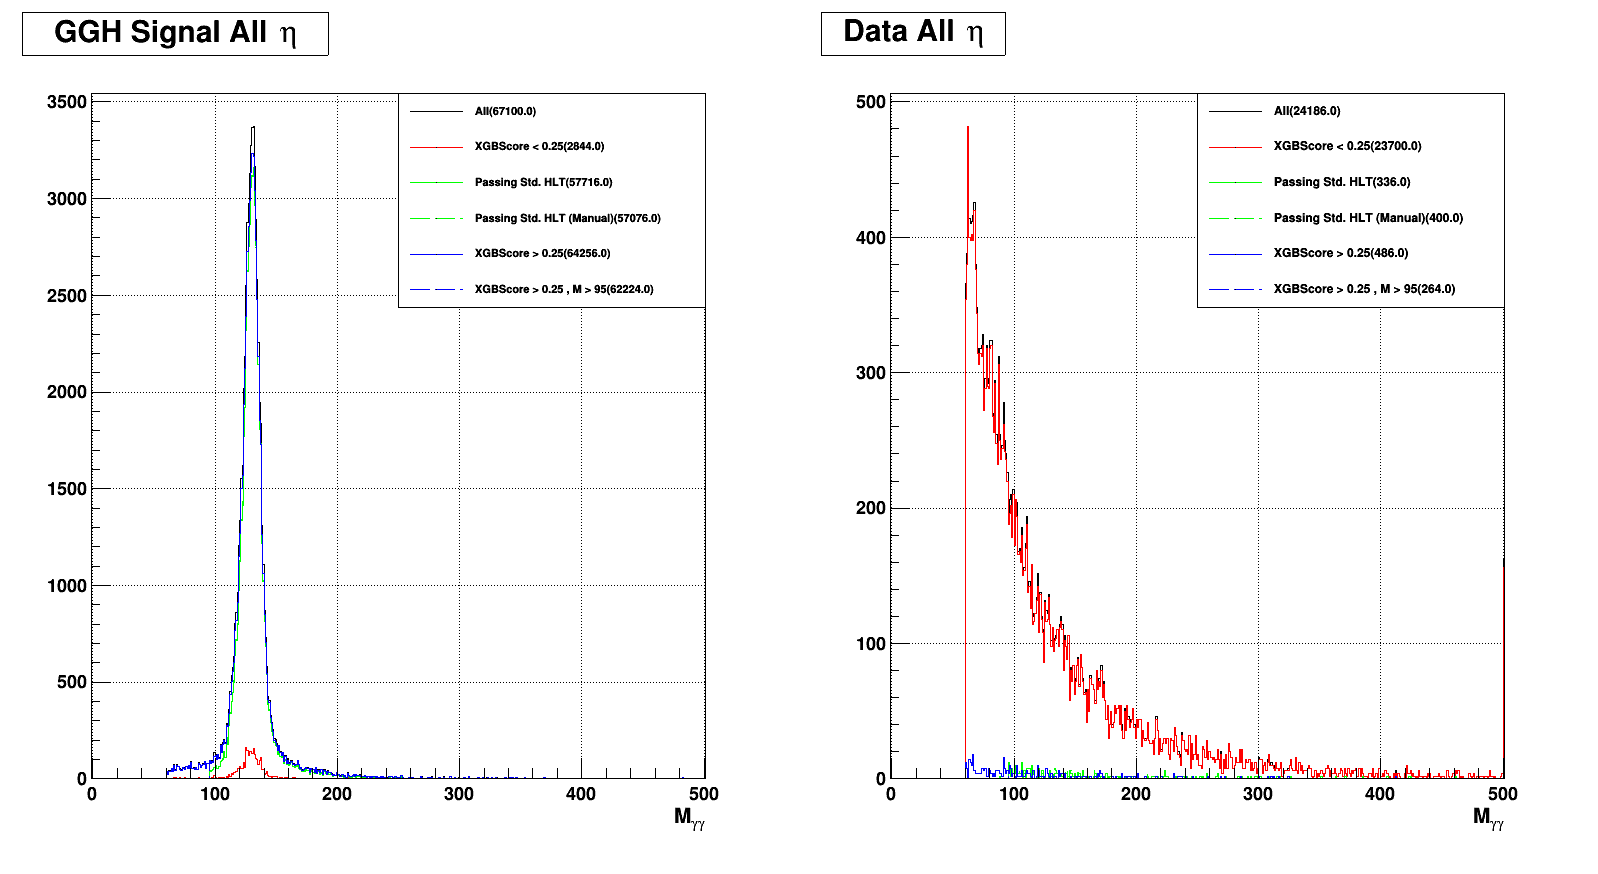 GGH Signal All η
3500
3000
2500
2000
1500
1000
500
0
0 100 200 300 400 500
Mγγ
All(67100.0)
XGBScore < 0.25(2844.0)
Passing Std. HLT(57716.0)
Passing Std. HLT (Manual)(57076.0)
XGBScore > 0.25(64256.0)
XGBScore > 0.25 , M > 95(62224.0)
Data All η
500
400
300
200
100
0
0 100 200 300 400 500
Mγγ
All(24186.0)
XGBScore < 0.25(23700.0)
Passing Std. HLT(336.0)
Passing Std. HLT (Manual)(400.0)
XGBScore > 0.25(486.0)
XGBScore > 0.25 , M > 95(264.0)